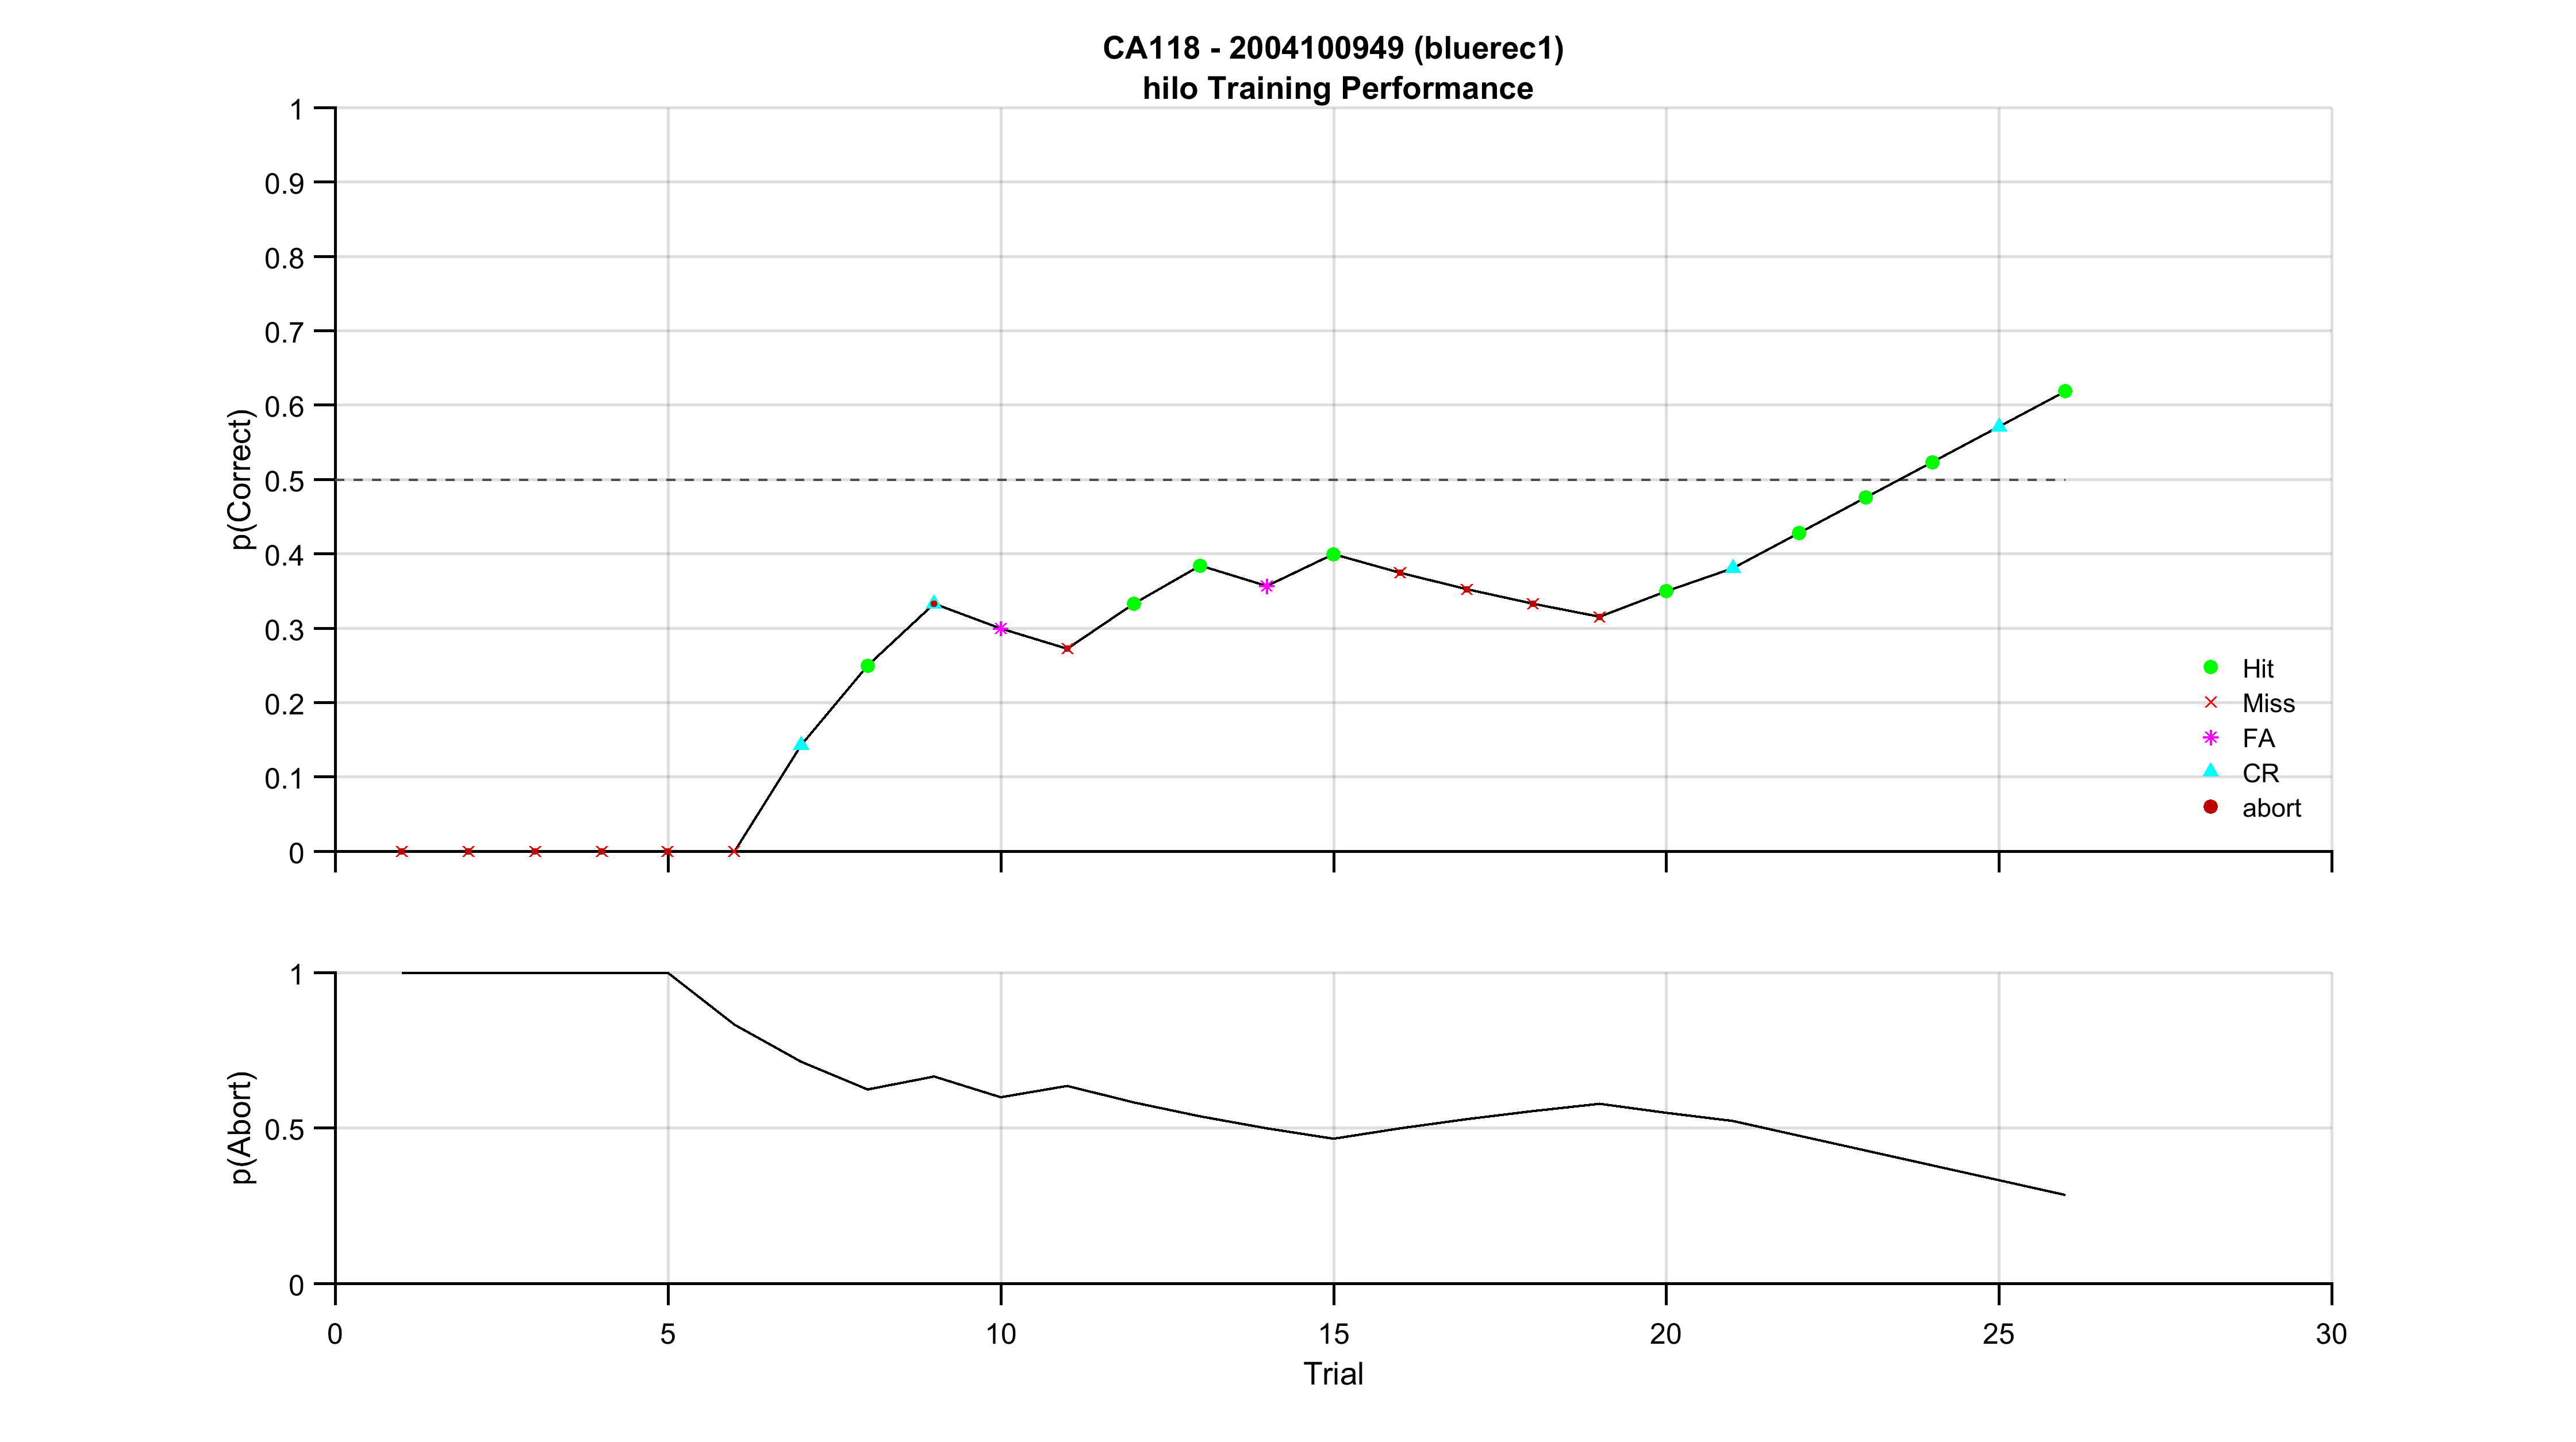 CA118 - 2004100949 (bluerec1)
hilo Training Performance
p(Correct)
1
0.9
0.8
0.7
0.6
0.5
0.4
0.3
0.2
0.1
0
Hit
Miss
FA
CR
abort
p(Abort)
1
0.5
0
0 5 10 15 20 25 30
Trial